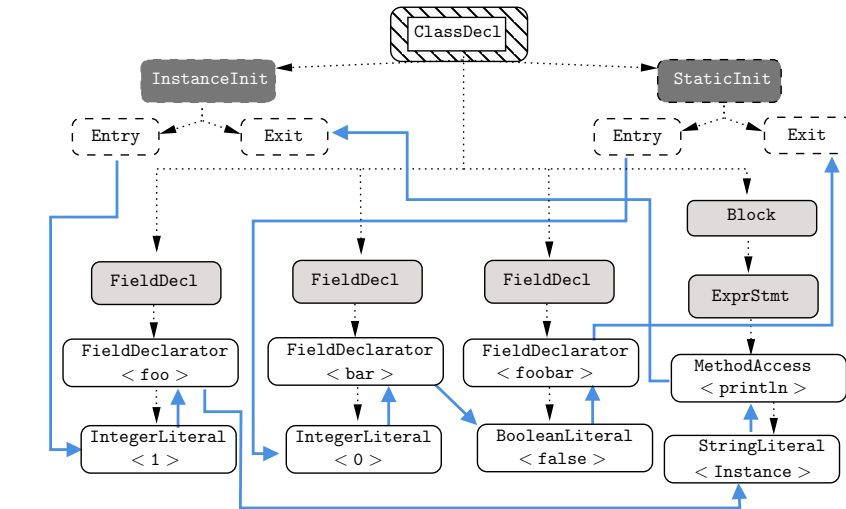 ClassDecl
InstanceInit
StaticInit
Entry
Exit
Entry
Exit
Block
FieldDecl
FieldDecl
FieldDecl
ExprStmt
FieldDeclarator
< foo >
FieldDeclarator
< bar >
FieldDeclarator
< foobar >
MethodAccess
< println >
IntegerLiteral
< 1 >
IntegerLiteral
< 0 >
BooleanLiteral
< false >
StringLiteral
< Instance >